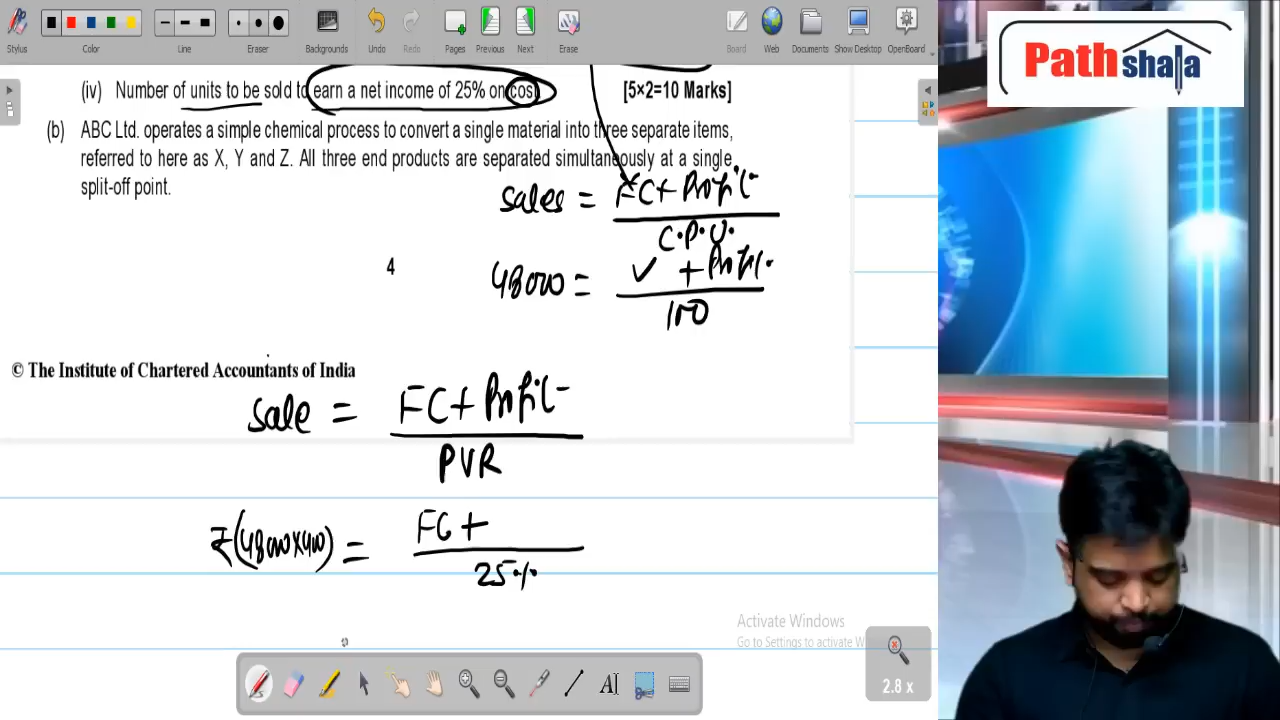 Stylus
Color
Line
Eraser
Backgrounds
Undo
Redo
Pages
Previous
Next
Erase
Board
Web
Documents
Show Desktop
OpenBoard
Path shala
(iv) Number of units to be sold to earn a net income of 25% on cost. [5×2=10 Marks]
(b) ABC Ltd. operates a simple chemical process to convert a single material into three separate items,
referred to here as X, Y and Z. All three end products are separated simultaneously at a single
split-off point.
Sales = FC + Profit
C.P.U.
4
48000 = ✓ + Profit
100
© The Institute of Chartered Accountants of India
Sale = FC + Profit
PVR
₹(48000×400) = FC +
25%
Activate Windows
Go to Settings to activate W
2.8 x